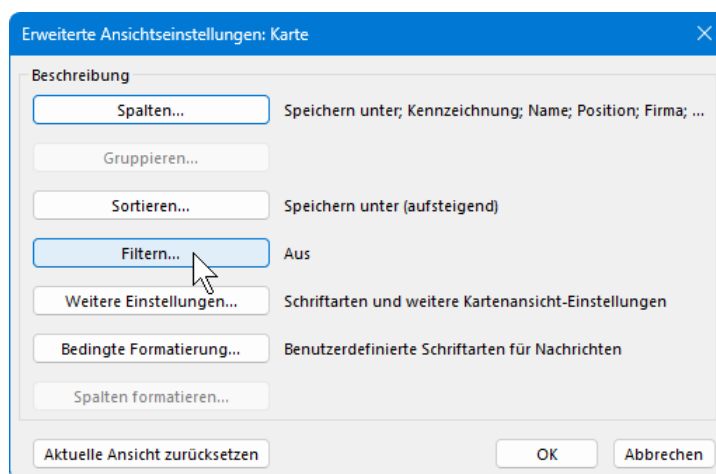 Erweiterte Ansichtseinstellungen: Karte
Beschreibung
Spalten... Speichern unter; Kennzeichnung; Name; Position; Firma; ...
Gruppieren...
Sortieren... Speichern unter (aufsteigend)
Filtern... Aus
Weitere Einstellungen... Schriftarten und weitere Kartenansicht-Einstellungen
Bedingte Formatierung... Benutzerdefinierte Schriftarten für Nachrichten
Spalten formatieren...
Aktuelle Ansicht zurücksetzen OK Abbrechen